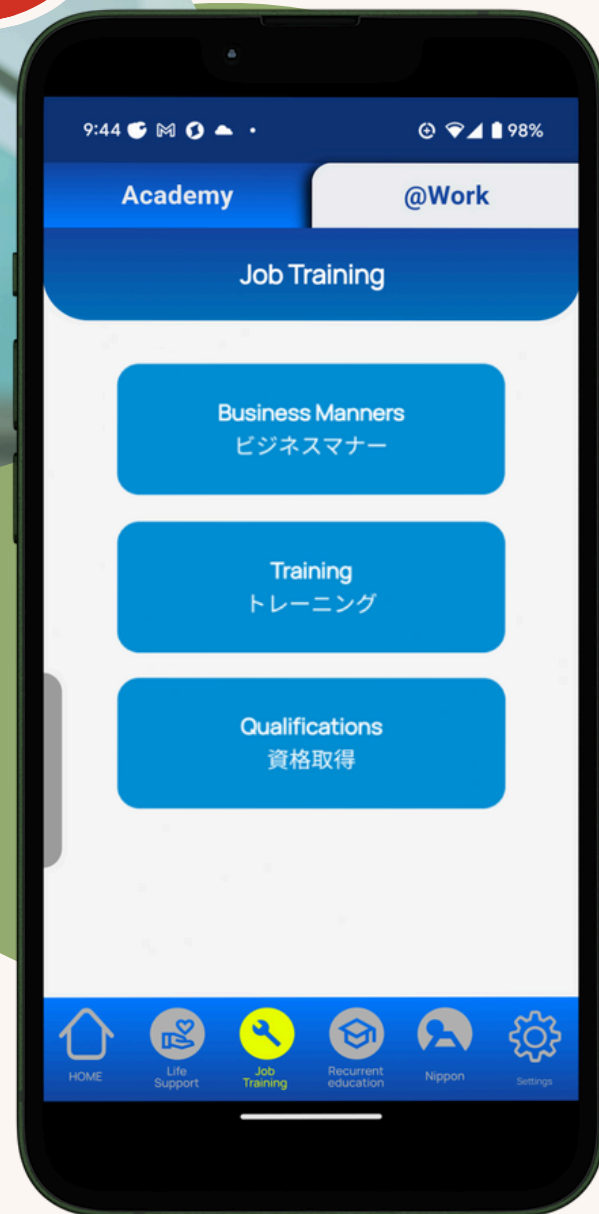 9:44
98%
Academy
@Work
Job Training
Business Manners
ビジネスマナー
Training
トレーニング
Qualifications
資格取得
HOME
Life
Support
Job
Training
Recurrent
education
Nippon
Settings